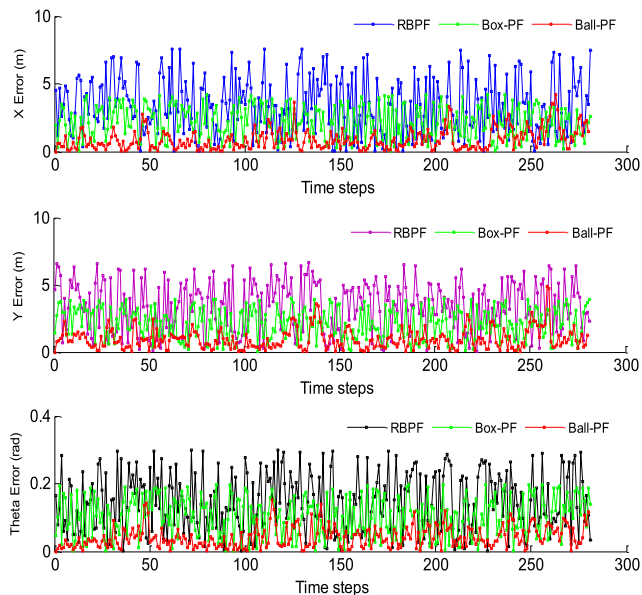 10
5
0
X Error (m)
RBPF Box-PF Ball-PF
0 50 100 150 200 250 300
Time steps
10
5
0
Y Error (m)
RBPF Box-PF Ball-PF
0 50 100 150 200 250 300
Time steps
0.4
0.2
0
Theta Error (rad)
RBPF Box-PF Ball-PF
0 50 100 150 200 250 300
Time steps